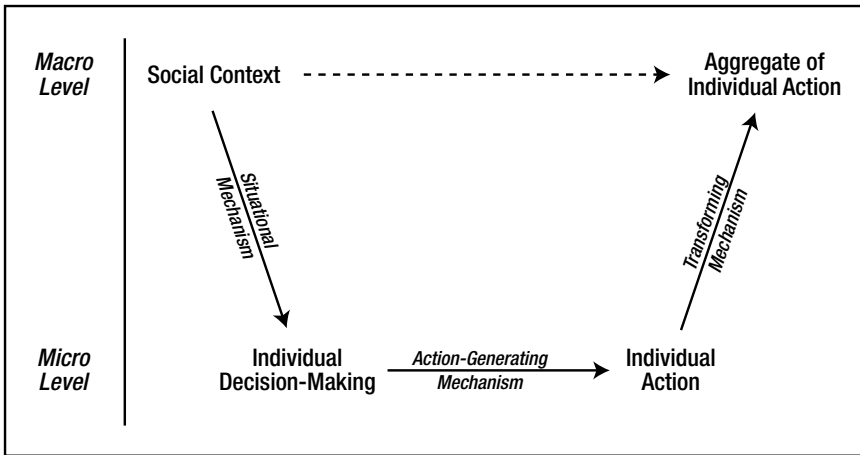 Macro
Level
Social Context
Aggregate of
Individual Action
Situational
Mechanism
Transforming
Mechanism
Micro
Level
Individual
Decision-Making
Action-Generating
Mechanism
Individual
Action